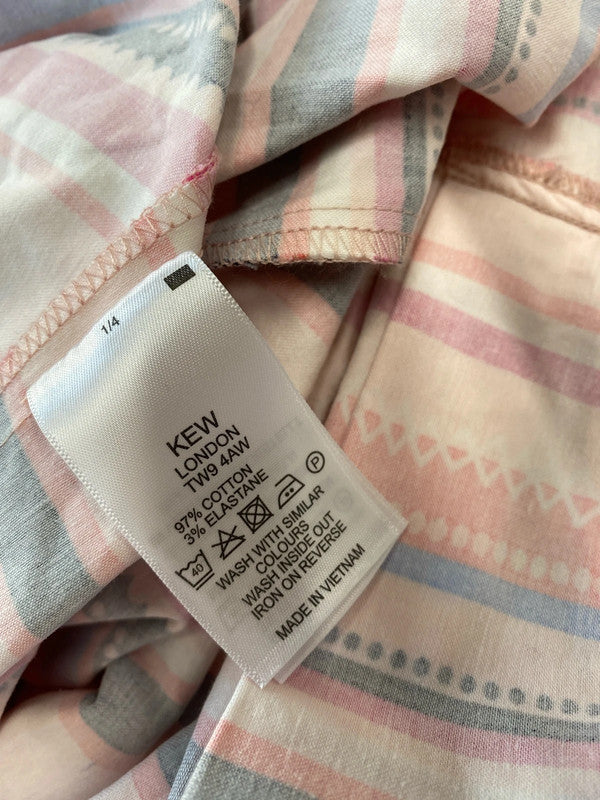 1/4
KEW
LONDON
TW9 4AW
97% COTTON
3% ELASTANE
40 P
WASH WITH SIMILAR
COLOURS
WASH INSIDE OUT
IRON ON REVERSE
MADE IN VIETNAM